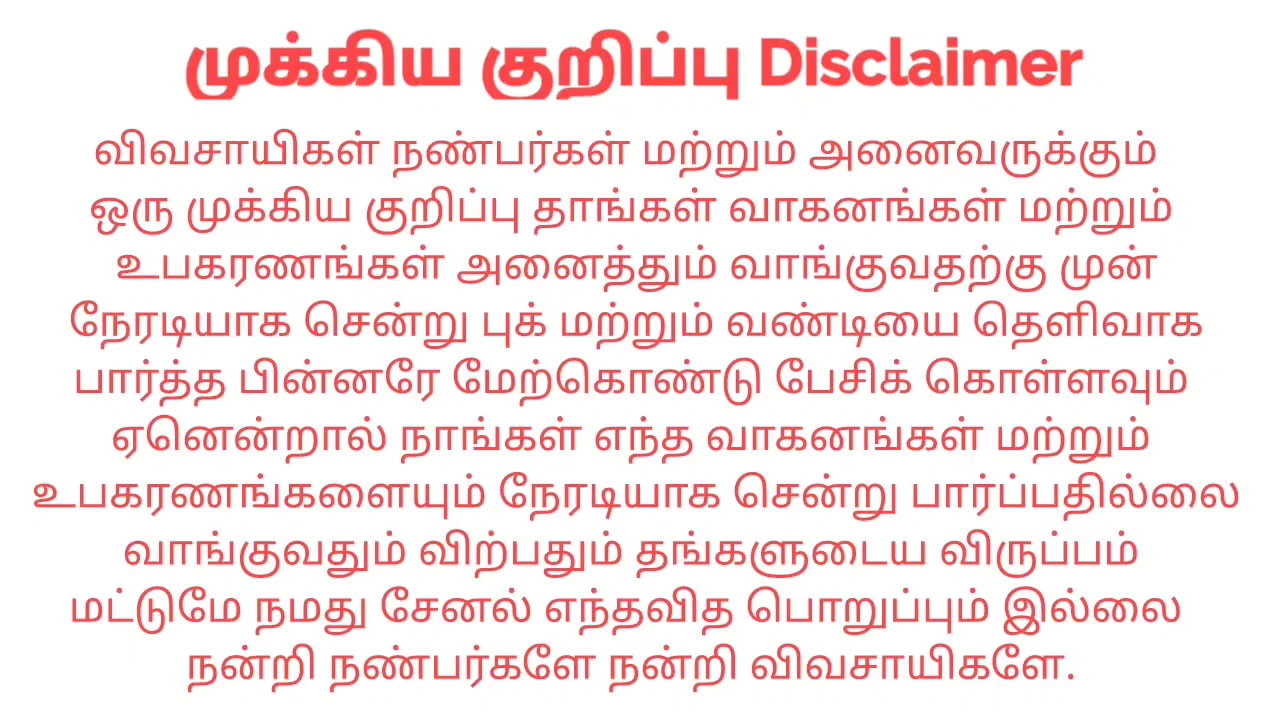 முக்கிய குறிப்பு Disclaimer
விவசாயிகள் நண்பர்கள் மற்றும் அனைவருக்கும்
ஒரு முக்கிய குறிப்பு தாங்கள் வாகனங்கள் மற்றும்
உபகரணங்கள் அனைத்தும் வாங்குவதற்கு முன்
நேரடியாக சென்று புக் மற்றும் வண்டியை தெளிவாக
பார்த்த பின்னரே மேற்கொண்டு பேசிக் கொள்ளவும்
ஏனென்றால் நாங்கள் எந்த வாகனங்கள் மற்றும்
உபகரணங்களையும் நேரடியாக சென்று பார்ப்பதில்லை
வாங்குவதும் விற்பதும் தங்களுடைய விருப்பம்
மட்டுமே நமது சேனல் எந்தவித பொறுப்பும் இல்லை
நன்றி நண்பர்களே நன்றி விவசாயிகளே.